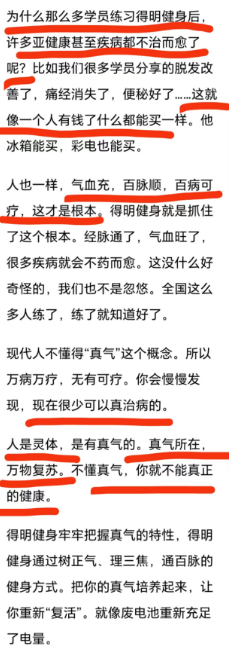 为什么那么多学员练习得明健身后，
许多亚健康甚至疾病都不治而愈了
呢？比如我们很多学员分享的脱发改
善了，痛经消失了，便秘好了……这就
像一个人有钱了什么都能买一样。他
冰箱能买，彩电也能买。
人也一样，气血充，百脉顺，百病可
疗，这才是根本。得明健身就是抓住
了这个根本。经脉通了，气血旺了，
很多疾病就会不药而愈。这没什么好
奇怪的，我们也不是忽悠。全国这么
多人练了，练了就知道好了。
现代人不懂得“真气”这个概念。所以
万病万疗，无有可疗。你会慢慢发
现，现在很少可以真治病的。
人是灵体，是有真气的。真气所在，
万物复苏。不懂真气，你就不能真正
的健康。
得明健身牢牢把握真气的特性，得明
健身通过树正气、理三焦，通百脉的
健身方式。把你的真气培养起来，让
你重新“复活”。就像废电池重新充足
了电量。